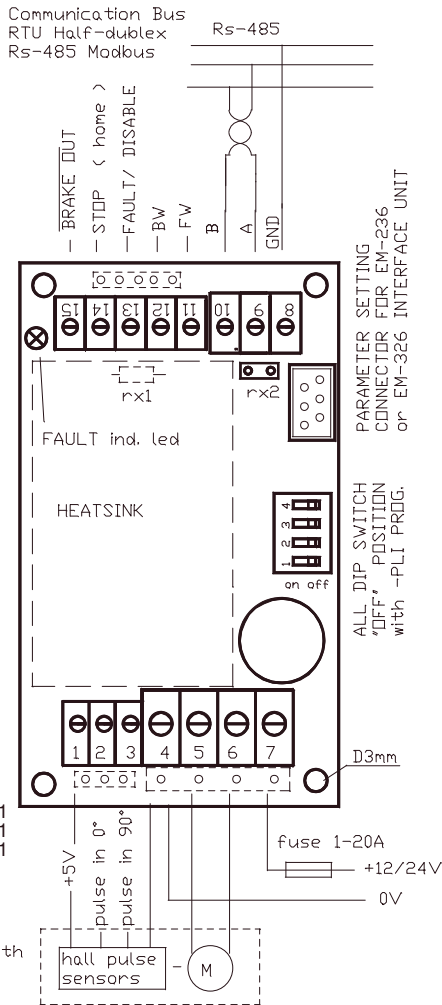 Communication Bus
RTU Half-dublex
Rs-485 Modbus
Rs-485
BRAKE OUT
STOP ( home )
FAULT/ DISABLE
BW
FW
B
A
GND
15
14
13
12
11
10
9
8
rx1
rx2
FAULT ind. led
HEATSINK
PARAMETER SETTING
CONNECTOR FOR EM-236
or EM-326 INTERFACE UNIT
4
3
2
1
on off
ALL DIP SWITCH
"OFF" POSITION
with -PLI PROG.
1
2
3
4
5
6
7
D3mm
1
1
1
+5V
pulse in 0°
pulse in 90°
fuse 1-20A
+12/24V
0V
th
hall pulse
sensors
-
M